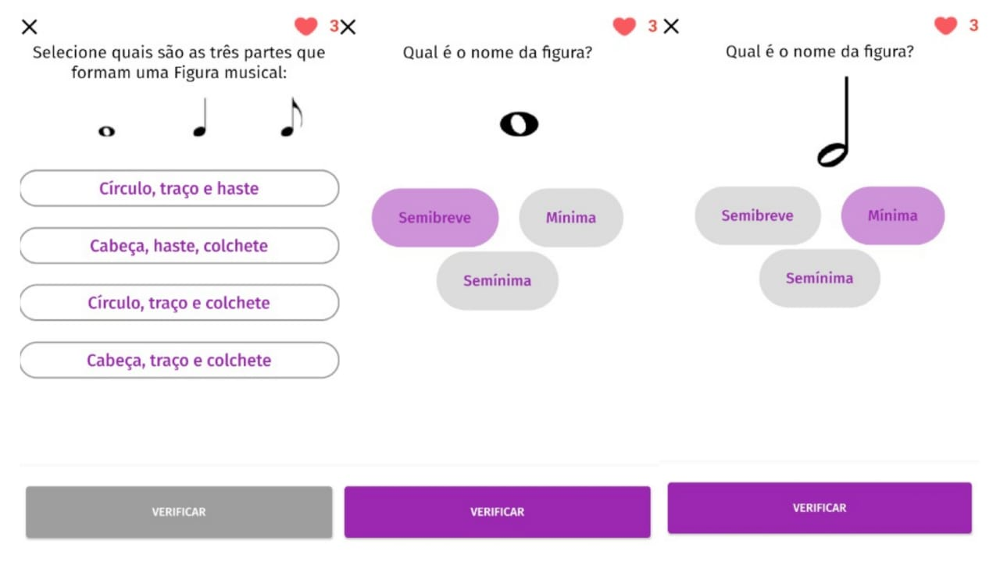 3
Selecione quais são as três partes que
formam uma Figura musical:
Círculo, traço e haste
Cabeça, haste, colchete
Círculo, traço e colchete
Cabeça, traço e colchete
VERIFICAR
3
Qual é o nome da figura?
Semibreve
Mínima
Semínima
VERIFICAR
3
Qual é o nome da figura?
Semibreve
Mínima
Semínima
VERIFICAR